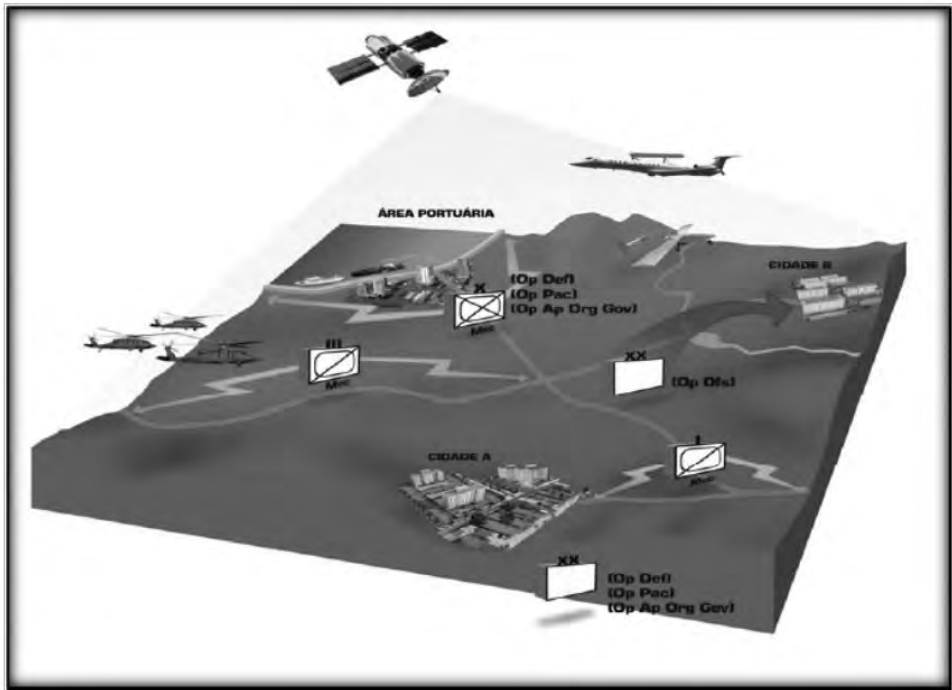 ÁREA PORTUÁRIA
CIDADE B
X
(Op Def)
(Op Pac)
(Op Ap Org Gov)
Mec
III
Mec
XX
(Op Ofs)
I
Mec
CIDADE A
XX
(Op Def)
(Op Pac)
(Op Ap Org Gov)